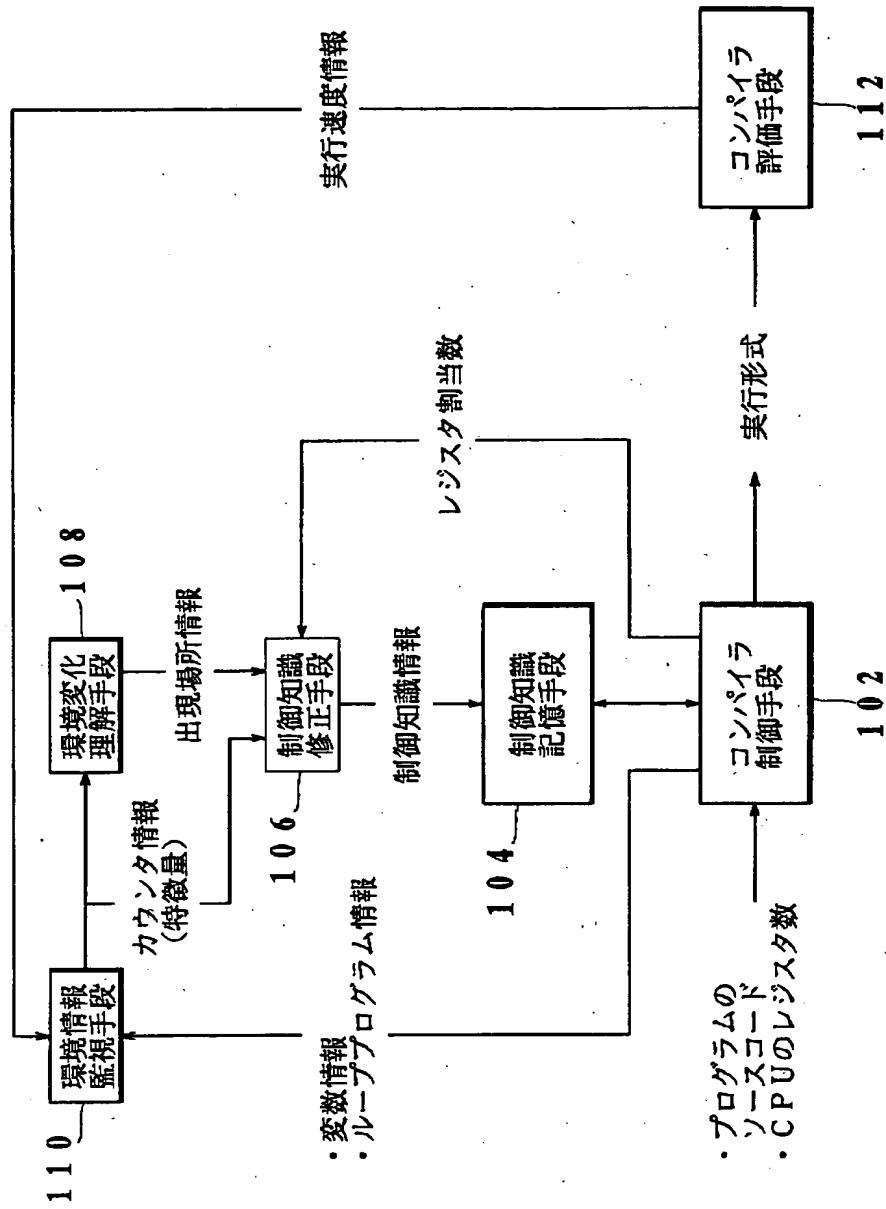 110
環境情報
監視手段
カウンタ情報
(特徴量)
環境変化
理解手段
108
出現場所情報
実行速度情報
制御知識
修正手段
106
制御知識情報
レジスタ割当数
・変数情報
・ループプログラム情報
制御知識
記憶手段
104
・プログラムの
ソースコード
・CPUのレジスタ数
コンパイラ
制御手段
102
実行形式
コンパイラ
評価手段
112